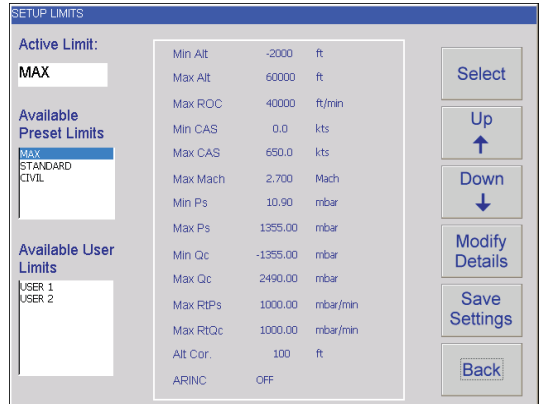 SETUP LIMITS
Active Limit:
MAX
Available
Preset Limits
MAX
STANDARD
CIVIL
Available User
Limits
USER 1
USER 2
Min Alt -2000 ft
Max Alt 60000 ft
Max ROC 40000 ft/min
Min CAS 0.0 kts
Max CAS 650.0 kts
Max Mach 2.700 Mach
Min Ps 10.90 mbar
Max Ps 1355.00 mbar
Min Qc -1355.00 mbar
Max Qc 2490.00 mbar
Max RtPs 1000.00 mbar/min
Max RtQc 1000.00 mbar/min
Alt Cor. 100 ft
ARINC OFF
Select
Up
Down
Modify
Details
Save
Settings
Back